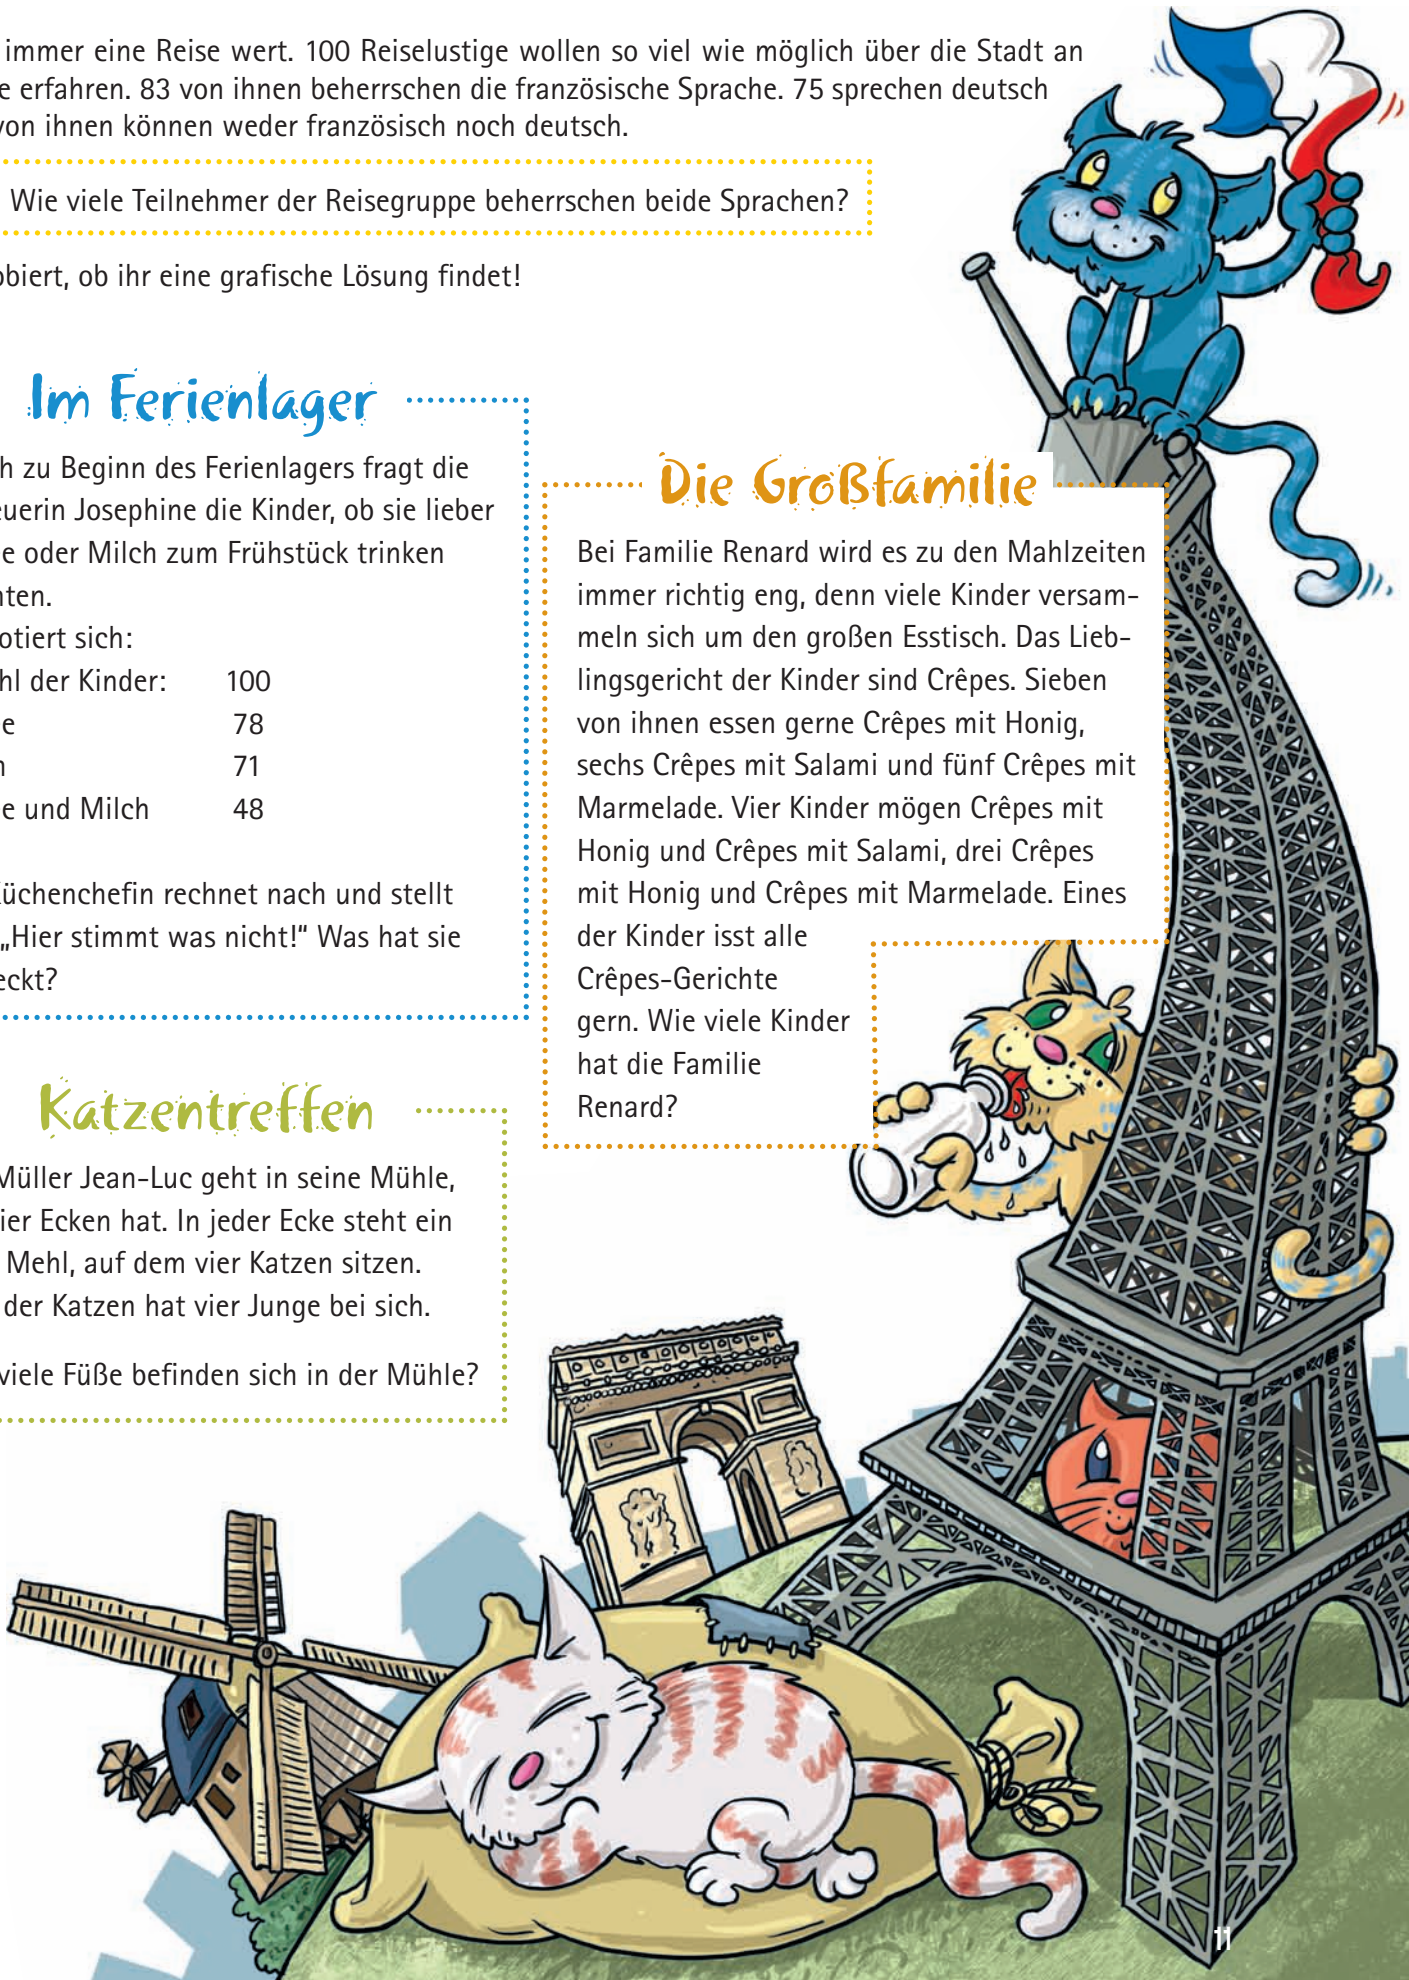 immer eine Reise wert. 100 Reiselustige wollen so viel wie möglich über die Stadt an
e erfahren. 83 von ihnen beherrschen die französische Sprache. 75 sprechen deutsch
von ihnen können weder französisch noch deutsch.
Wie viele Teilnehmer der Reisegruppe beherrschen beide Sprachen?
obiert, ob ihr eine grafische Lösung findet!
Im Ferienlager
h zu Beginn des Ferienlagers fragt die
euerin Josephine die Kinder, ob sie lieber
e oder Milch zum Frühstück trinken
hten.
otiert sich:
hl der Kinder: 100
e 78
h 71
e und Milch 48
üchenchefin rechnet nach und stellt
„Hier stimmt was nicht!“ Was hat sie
eckt?
Die Großfamilie
Bei Familie Renard wird es zu den Mahlzeiten
immer richtig eng, denn viele Kinder versam-
meln sich um den großen Esstisch. Das Lieb-
lingsgericht der Kinder sind Crêpes. Sieben
von ihnen essen gerne Crêpes mit Honig,
sechs Crêpes mit Salami und fünf Crêpes mit
Marmelade. Vier Kinder mögen Crêpes mit
Honig und Crêpes mit Salami, drei Crêpes
mit Honig und Crêpes mit Marmelade. Eines
der Kinder isst alle
Crêpes-Gerichte
gern. Wie viele Kinder
hat die Familie
Renard?
Katzentreffen
Müller Jean-Luc geht in seine Mühle,
ier Ecken hat. In jeder Ecke steht ein
Mehl, auf dem vier Katzen sitzen.
der Katzen hat vier Junge bei sich.
viele Füße befinden sich in der Mühle?
11